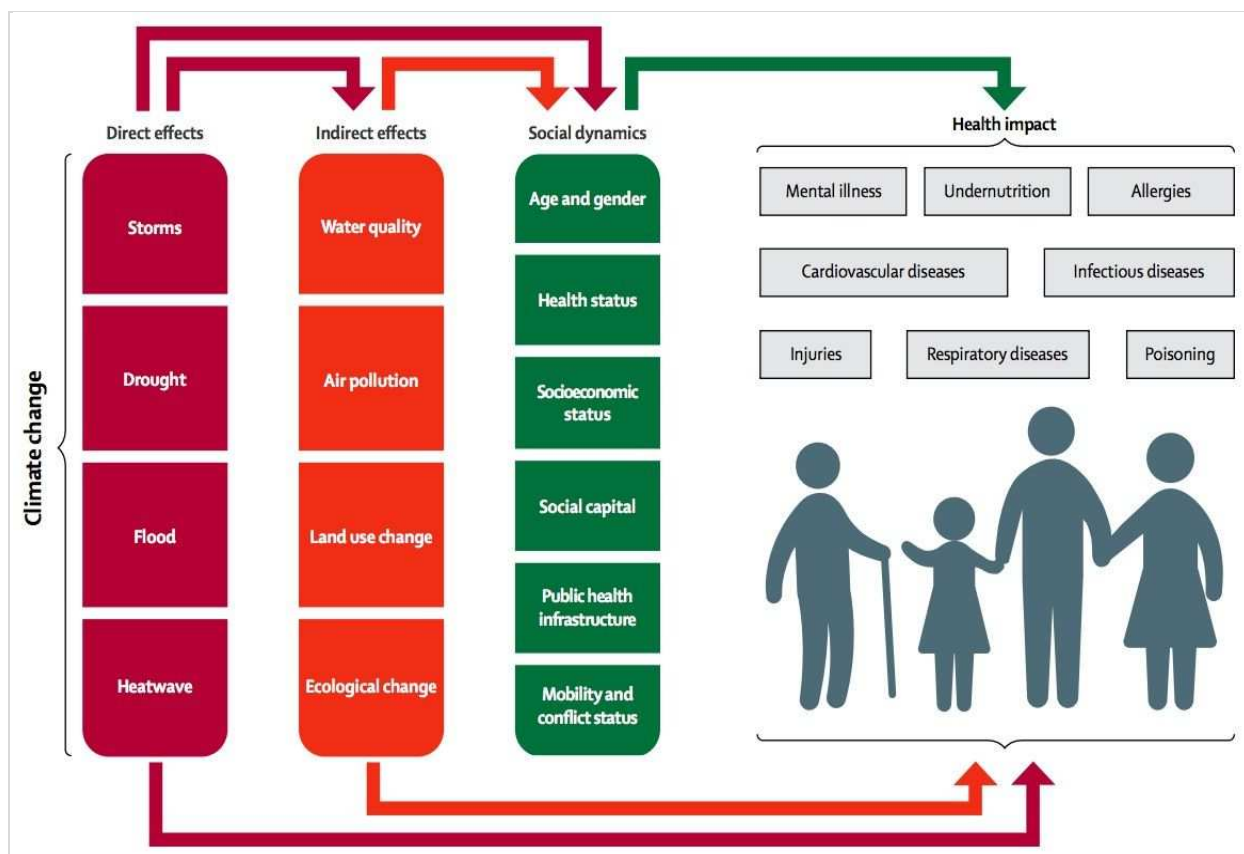 Direct effects
Indirect effects
Social dynamics
Health impact
Climate change
Storms
Drought
Flood
Heatwave
Water quality
Air pollution
Land use change
Ecological change
Age and gender
Health status
Socioeconomic
status
Social capital
Public health
infrastructure
Mobility and
conflict status
Mental illness
Undernutrition
Allergies
Cardiovascular diseases
Infectious diseases
Injuries
Respiratory diseases
Poisoning